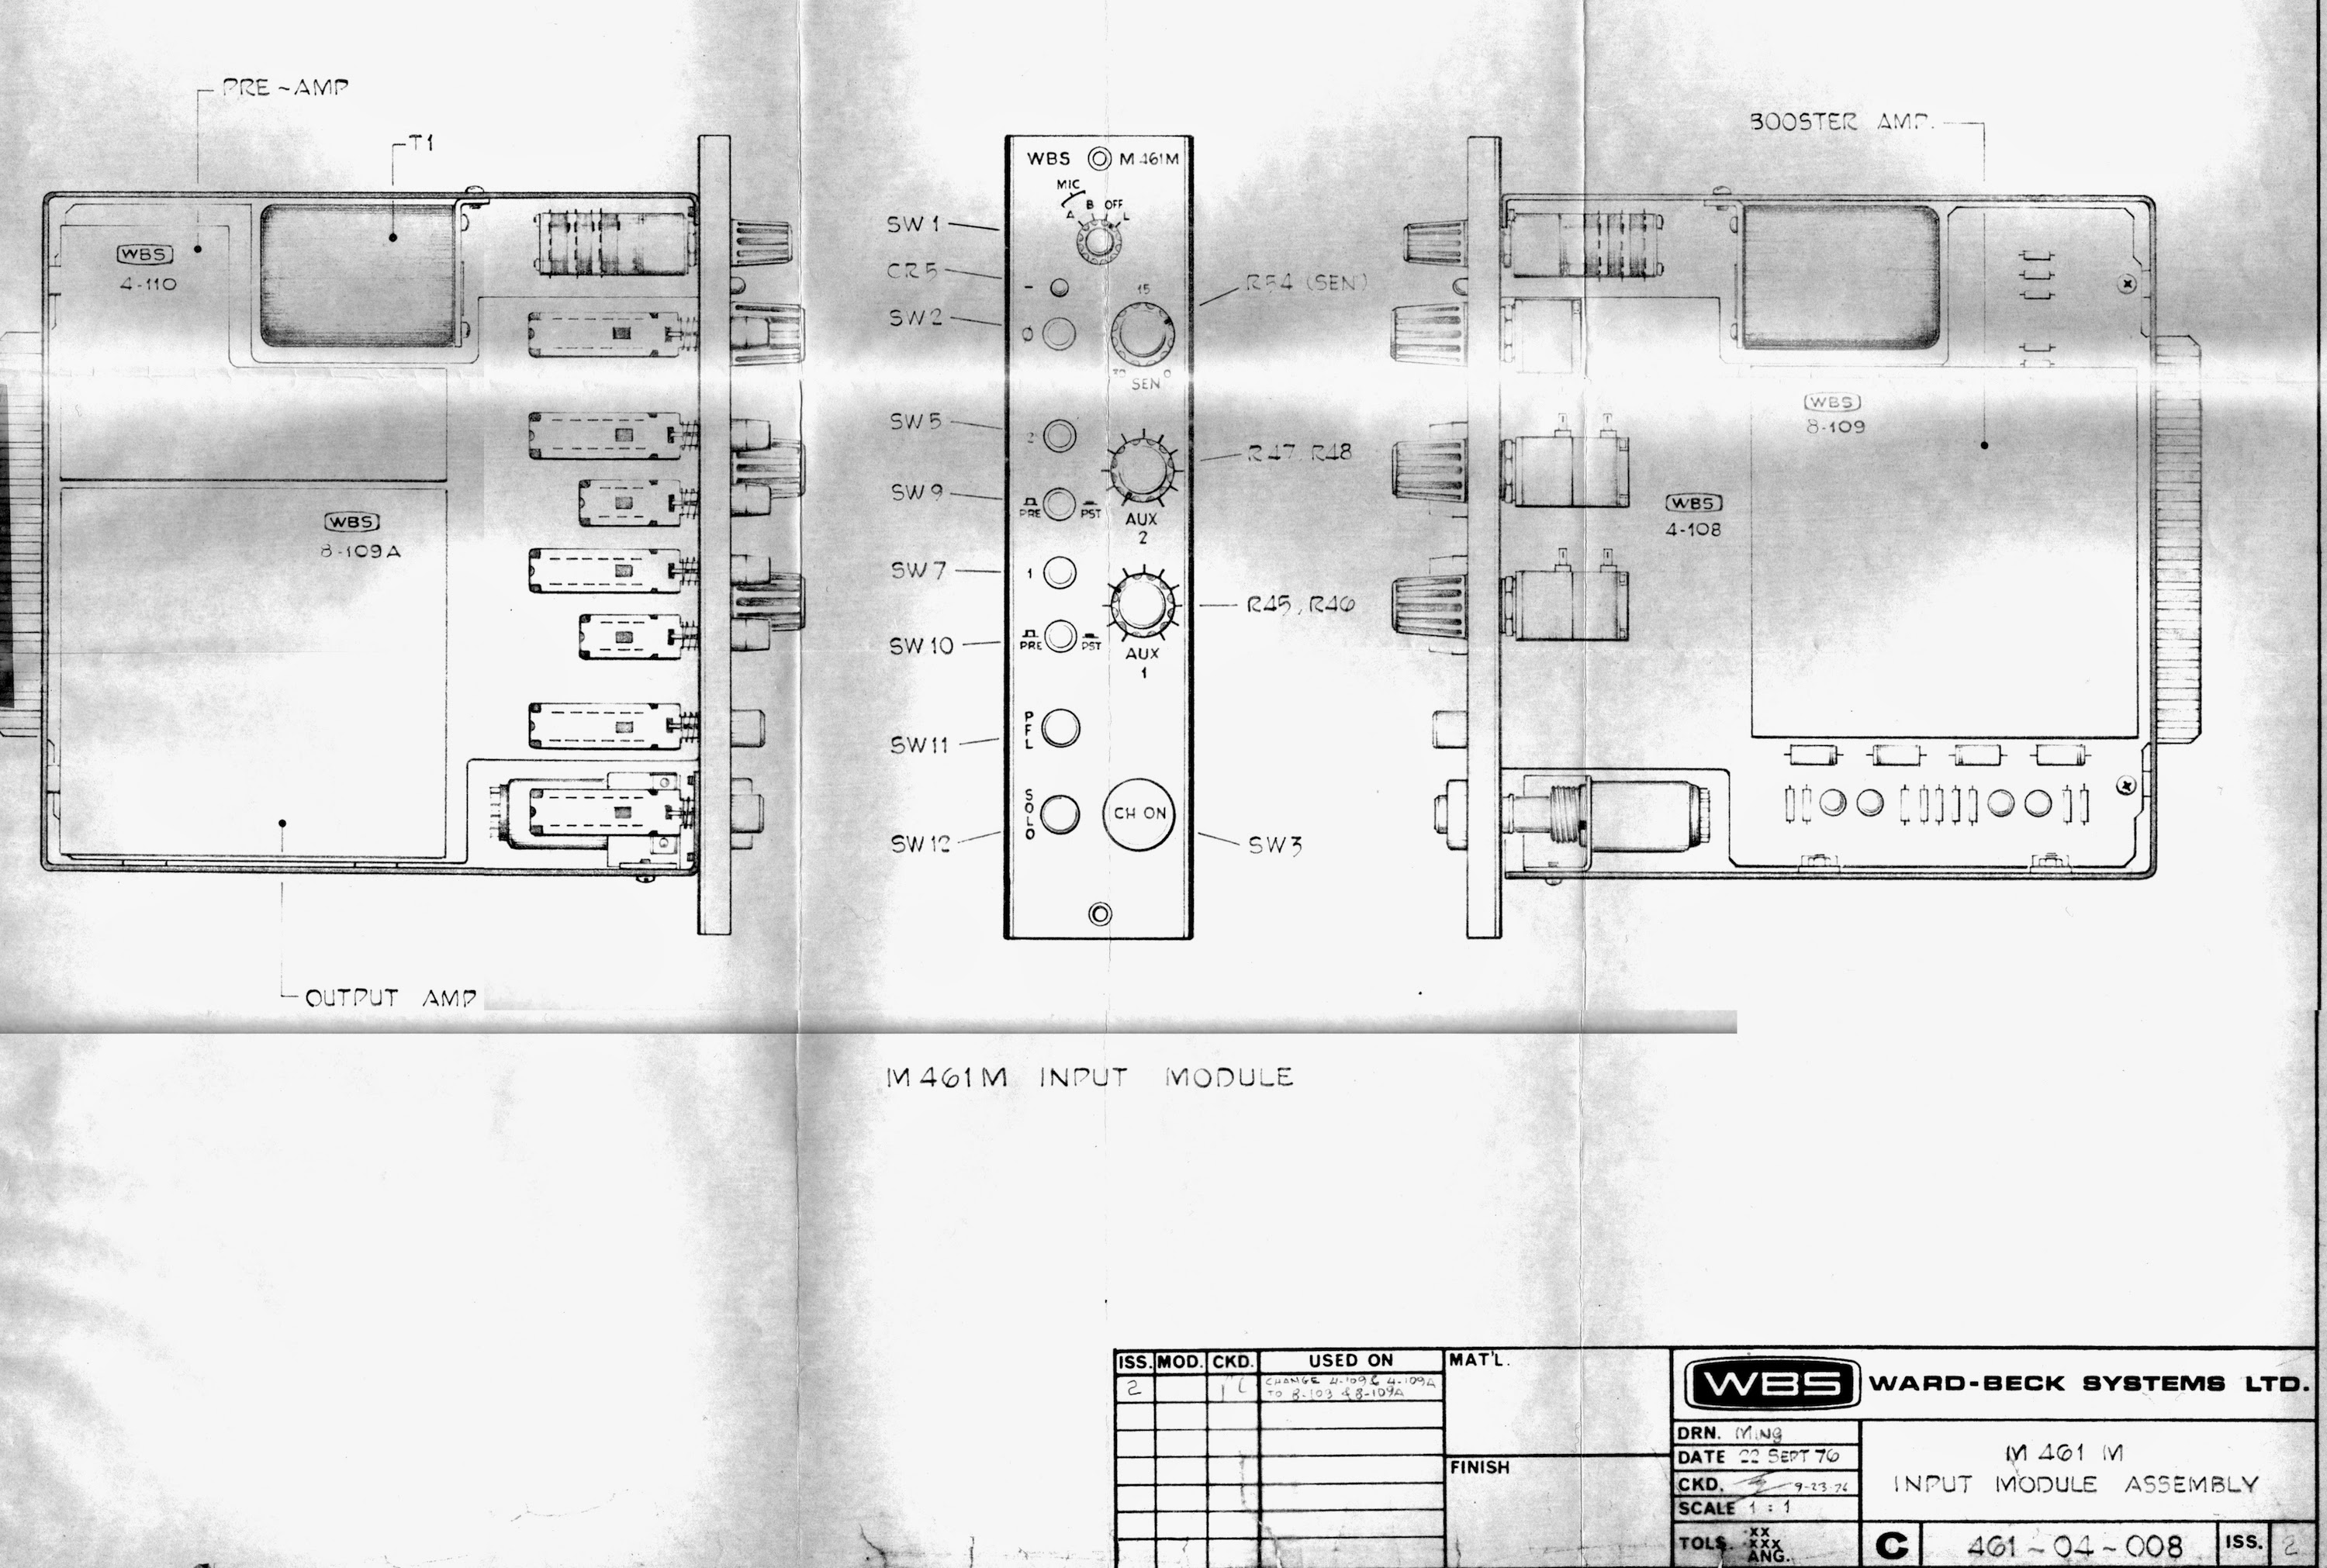 PRE-AMP
T1
WBS
4-110
WBS
8-109A
OUTPUT AMP
SW1
CR5
SW2
SW5
SW9
SW7
SW10
SW11
SW12
WBS M461M
MIC
A B OFF L
-
Ø
15
30 0
SEN
2
PRE PST
AUX
2
1
PRE PST
AUX
1
PFL
SOLO
CH ON
R54 (SEN)
R47, R48
R45, R46
SW3
BOOSTER AMP.
WBS
8-109
WBS
4-108
M461M INPUT MODULE
ISS. MOD. CKD. USED ON
2 CHANGE 4-109 & 4-109A
TO 8-109 & 8-109A
MAT'L.
FINISH
WBS WARD-BECK SYSTEMS LTD.
DRN. Ming
DATE 22 SEPT 76
CKD. 9-23-76
SCALE 1 : 1
TOLS. .XX
.XXX
ANG.
M 461 M
INPUT MODULE ASSEMBLY
C 461-04-008 ISS. 2